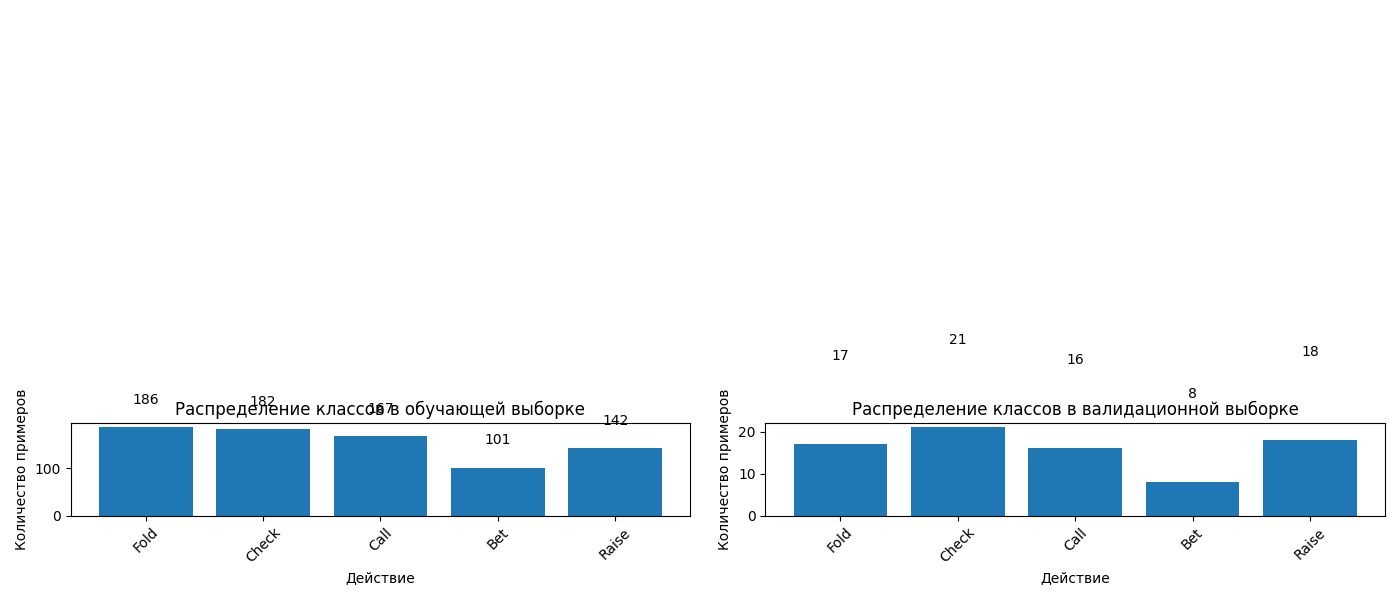 Распределение классов в обучающей выборке
186
182
167
101
142
Количество примеров
100
0
Fold
Check
Call
Bet
Raise
Действие
Распределение классов в валидационной выборке
17
21
16
8
18
Количество примеров
20
10
0
Fold
Check
Call
Bet
Raise
Действие